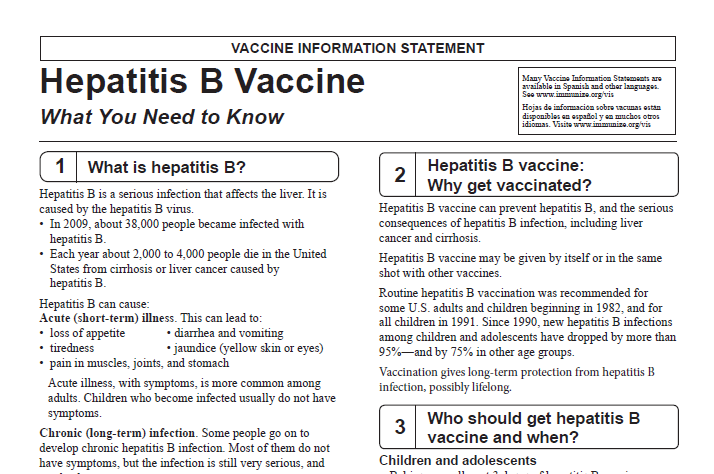 VACCINE INFORMATION STATEMENT
Hepatitis B Vaccine
What You Need to Know
Many Vaccine Information Statements are
available in Spanish and other languages.
See www.immunize.org/vis
Hojas de información sobre vacunas están
disponibles en español y en muchos otros
idiomas. Visite www.immunize.org/vis
1 What is hepatitis B?
Hepatitis B is a serious infection that affects the liver. It is
caused by the hepatitis B virus.
• In 2009, about 38,000 people became infected with
hepatitis B.
• Each year about 2,000 to 4,000 people die in the United
States from cirrhosis or liver cancer caused by
hepatitis B.
Hepatitis B can cause:
Acute (short-term) illness. This can lead to:
• loss of appetite • diarrhea and vomiting
• tiredness • jaundice (yellow skin or eyes)
• pain in muscles, joints, and stomach
Acute illness, with symptoms, is more common among
adults. Children who become infected usually do not have
symptoms.
Chronic (long-term) infection. Some people go on to
develop chronic hepatitis B infection. Most of them do not
have symptoms, but the infection is still very serious, and
2 Hepatitis B vaccine:
Why get vaccinated?
Hepatitis B vaccine can prevent hepatitis B, and the serious
consequences of hepatitis B infection, including liver
cancer and cirrhosis.
Hepatitis B vaccine may be given by itself or in the same
shot with other vaccines.
Routine hepatitis B vaccination was recommended for
some U.S. adults and children beginning in 1982, and for
all children in 1991. Since 1990, new hepatitis B infections
among children and adolescents have dropped by more than
95%—and by 75% in other age groups.
Vaccination gives long-term protection from hepatitis B
infection, possibly lifelong.
3 Who should get hepatitis B
vaccine and when?
Children and adolescents